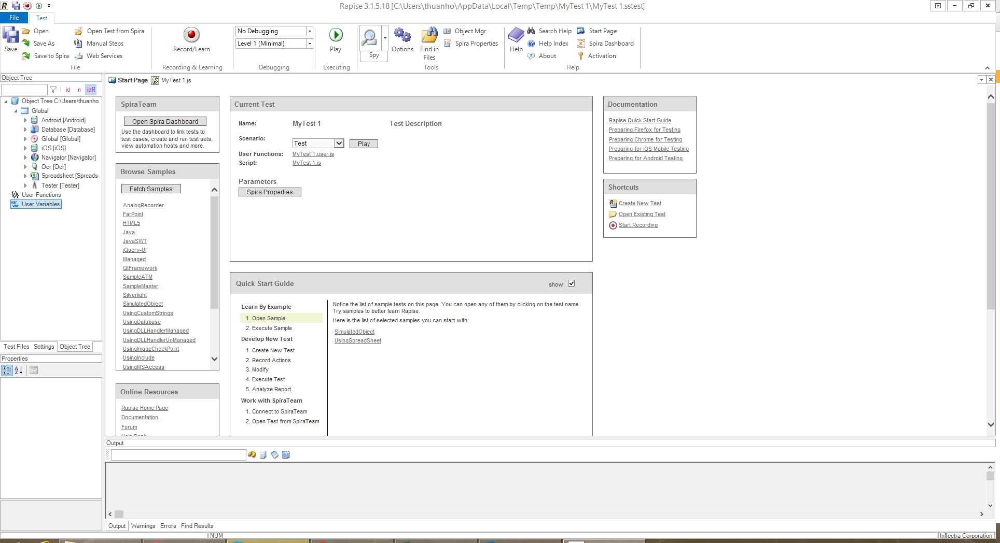 Rapise 3.1.5.18 [C:\Users\thuanho\AppData\Local\Temp\Temp\MyTest 1\MyTest 1.sstest]
File
Test
Save
Open
Save As
Save to Spira
Open Test from Spira
Manual Steps
Web Services
File
Record/Learn
Recording & Learning
No Debugging
Level 1 (Minimal)
Debugging
Play
Executing
Spy
Options
Find in
Files
Object Mgr
Spira Properties
Tools
Help
Search Help
Help Index
About
Start Page
Spira Dashboard
Activation
Help
Object Tree
id
n
id[:]
Object Tree C:\Users\thuanho
Global
Android [Android]
Database [Database]
Global [Global]
iOS [iOS]
Navigator [Navigator]
Ocr [Ocr]
Spreadsheet [Spreads
Tester [Tester]
User Functions
User Variables
Test Files
Settings
Object Tree
Properties
Start Page
MyTest 1.js
SpiraTeam
Open Spira Dashboard
Use the dashboard to link tests to
test cases, create and run test sets,
view automation hosts and more.
Browse Samples
Fetch Samples
AnalogRecorder
FarPoint
HTML5
Java
JavaSWT
jQuery-UI
Managed
QtFramework
SampleATM
SampleMaster
Silverlight
SimulatedObject
UsingCustomStrings
UsingDatabase
UsingDLLHandlerManaged
UsingDLLHandlerUnManaged
UsingImageCheckPoint
UsingInclude
UsingMSAccess
Online Resources
Rapise Home Page
Documentation
Forum
Help Desk
Current Test
Name:
MyTest 1
Test Description
Scenario:
Test
Play
User Functions:
MyTest 1.user.js
Script:
MyTest 1.js
Parameters
Spira Properties
Quick Start Guide
show:
Learn By Example
1. Open Sample
2. Execute Sample
Develop New Test
1. Create New Test
2. Record Actions
3. Modify
4. Execute Test
5. Analyze Report
Work with SpiraTeam
1. Connect to SpiraTeam
2. Open Test from SpiraTeam
Notice the list of sample tests on this page. You can open any of them by clicking on the test name.
Try samples to better learn Rapise.
Here is the list of selected samples you can start with:
SimulatedObject
UsingSpreadSheet
Documentation
Rapise Quick Start Guide
Preparing Firefox for Testing
Preparing Chrome for Testing
Preparing for iOS Mobile Testing
Preparing for Android Testing
Shortcuts
Create New Test
Open Existing Test
Start Recording
Output
Output
Warnings
Errors
Find Results
NUM
Inflectra Corporation